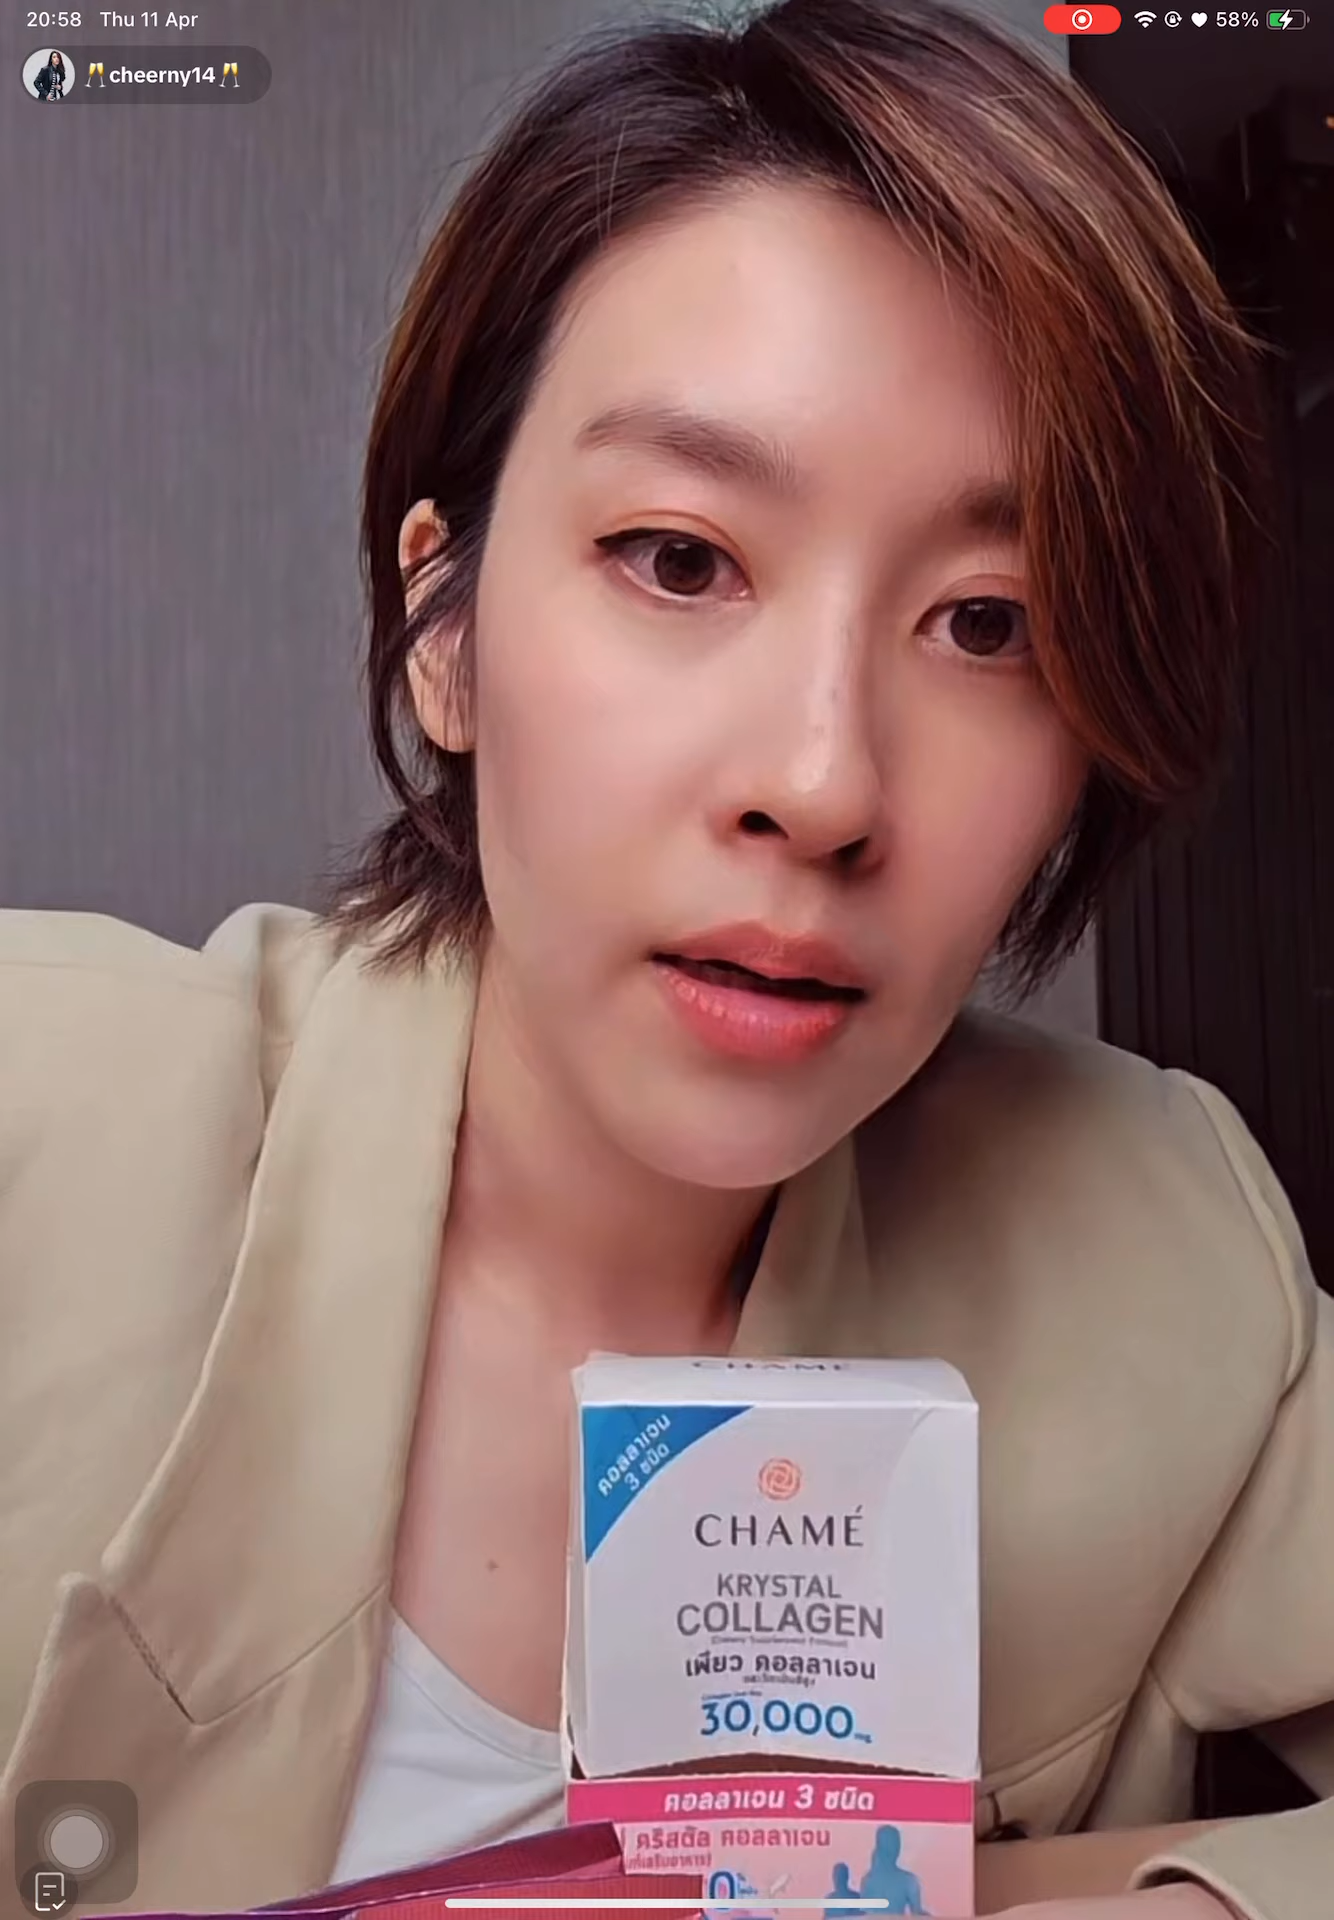 20:58 Thu 11 Apr
58%
🥂cheerny14🥂
CHAMÉ
คอลลาเจน
3 ชนิด
CHAMÉ
KRYSTAL
COLLAGEN
เพียว คอลลาเจน
30,000 mg
คอลลาเจน 3 ชนิด
คริสตัล คอลลาเจน
0